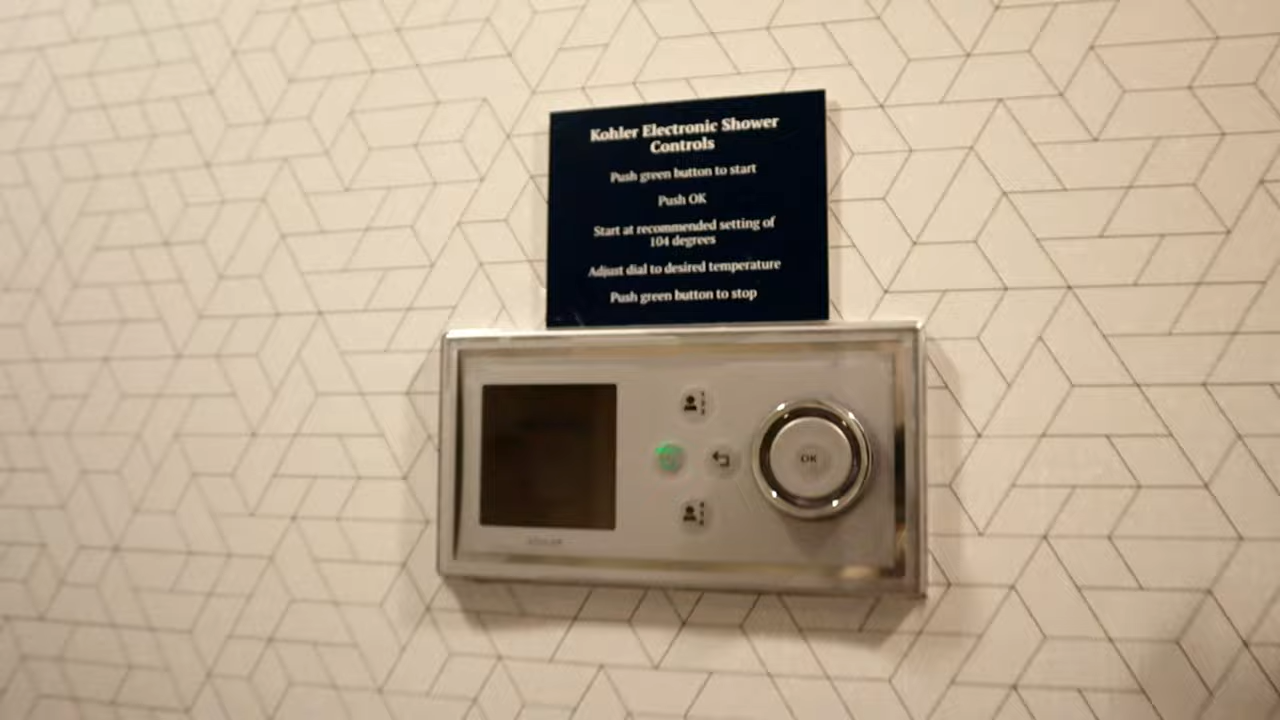 Kohler Electronic Shower
Controls
Push green button to start
Push OK
Start at recommended setting of
104 degrees
Adjust dial to desired temperature
Push green button to stop
OK